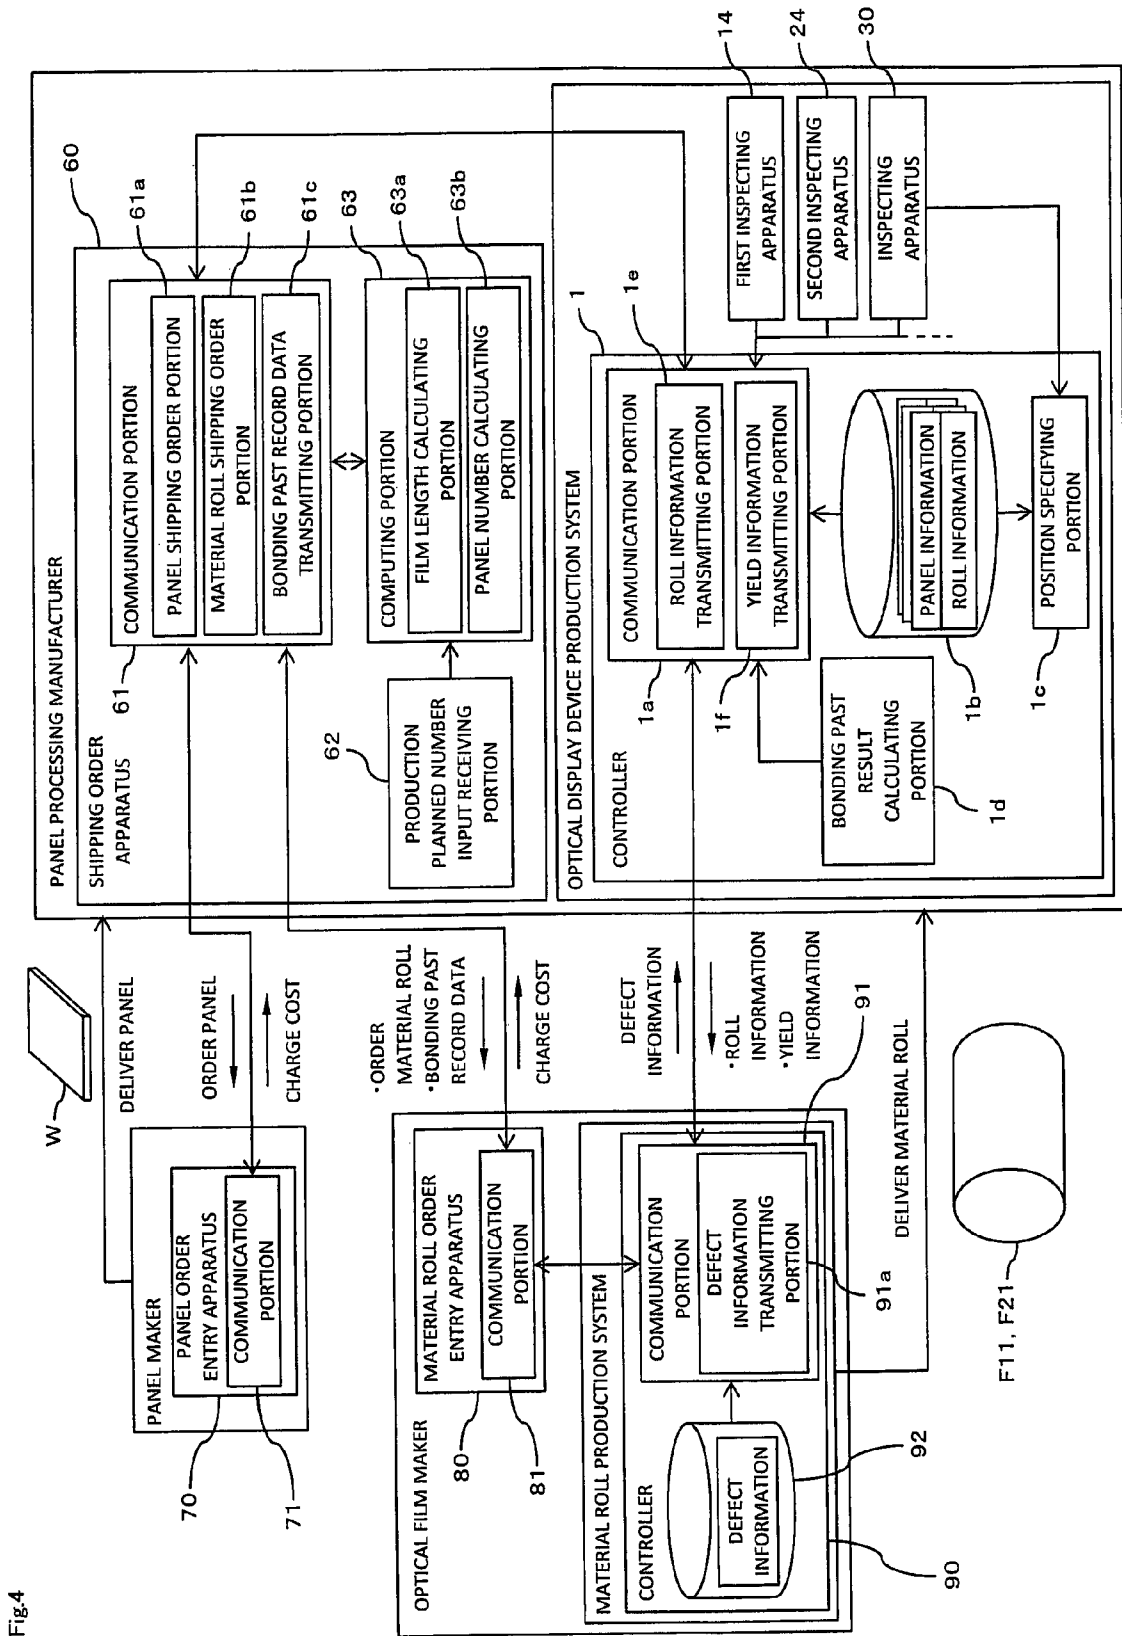 Fig.4
W
DELIVER PANEL
PANEL MAKER
PANEL ORDER
ENTRY APPARATUS
COMMUNICATION
PORTION
70
71
ORDER PANEL
CHARGE COST
PANEL PROCESSING MANUFACTURER
SHIPPING ORDER
APPARATUS
60
61
COMMUNICATION PORTION
PANEL SHIPPING ORDER PORTION
61a
MATERIAL ROLL SHIPPING ORDER
PORTION
61b
BONDING PAST RECORD DATA
TRANSMITTING PORTION
61c
62
PRODUCTION
PLANNED NUMBER
INPUT RECEIVING
PORTION
COMPUTING PORTION
63
FILM LENGTH CALCULATING
PORTION
63a
PANEL NUMBER CALCULATING
PORTION
63b
OPTICAL FILM MAKER
MATERIAL ROLL ORDER
ENTRY APPARATUS
COMMUNICATION
PORTION
80
81
・ORDER
MATERIAL ROLL
・BONDING PAST
RECORD DATA
CHARGE COST
MATERIAL ROLL PRODUCTION SYSTEM
CONTROLLER
COMMUNICATION
PORTION
DEFECT
INFORMATION
TRANSMITTING
PORTION
91
91a
DEFECT
INFORMATION
92
90
DEFECT
INFORMATION
・ROLL
INFORMATION
・YIELD
INFORMATION
DELIVER MATERIAL ROLL
F11, F21
OPTICAL DISPLAY DEVICE PRODUCTION SYSTEM
CONTROLLER
1
1a
COMMUNICATION PORTION
ROLL INFORMATION
TRANSMITTING PORTION
1e
YIELD INFORMATION
TRANSMITTING PORTION
1f
BONDING PAST
RESULT
CALCULATING
PORTION
1d
PANEL INFORMATION
ROLL INFORMATION
1b
POSITION SPECIFYING
PORTION
1c
FIRST INSPECTING
APPARATUS
14
SECOND INSPECTING
APPARATUS
24
INSPECTING
APPARATUS
30